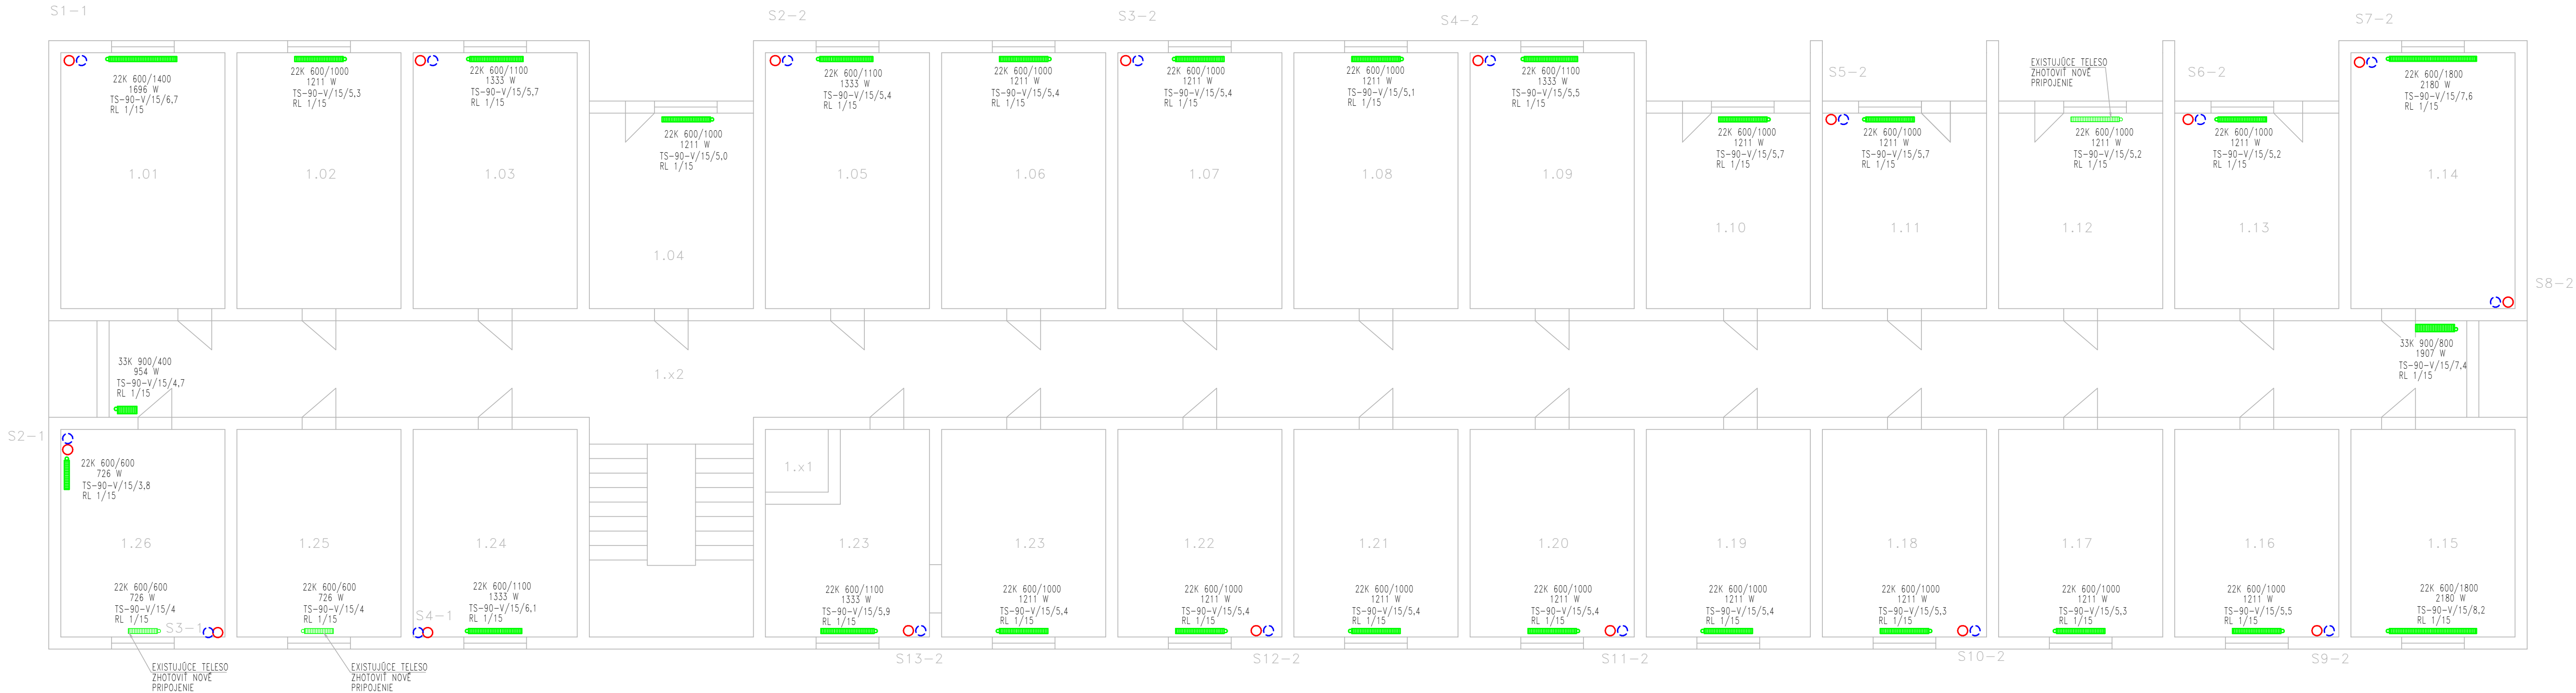 S1-1
S2-2
S3-2
S4-2
S7-2
22K 600/1400
1696 W
TS-90-V/15/6,7
RL 1/15
1.01
22K 600/1000
1211 W
TS-90-V/15/5,3
RL 1/15
1.02
22K 600/1100
1333 W
TS-90-V/15/5,7
RL 1/15
1.03
22K 600/1000
1211 W
TS-90-V/15/5,0
RL 1/15
1.04
22K 600/1100
1333 W
TS-90-V/15/5,4
RL 1/15
1.05
22K 600/1000
1211 W
TS-90-V/15/5,4
RL 1/15
1.06
22K 600/1000
1211 W
TS-90-V/15/5,4
RL 1/15
1.07
22K 600/1000
1211 W
TS-90-V/15/5,1
RL 1/15
1.08
22K 600/1100
1333 W
TS-90-V/15/5,5
RL 1/15
1.09
22K 600/1000
1211 W
TS-90-V/15/5,7
RL 1/15
1.10
S5-2
22K 600/1000
1211 W
TS-90-V/15/5,7
RL 1/15
1.11
EXISTUJÚCE TELESO
ZHOTOVIŤ NOVÉ
PRIPOJENIE
22K 600/1000
1211 W
TS-90-V/15/5,2
RL 1/15
1.12
S6-2
22K 600/1000
1211 W
TS-90-V/15/5,2
RL 1/15
1.13
22K 600/1800
2180 W
TS-90-V/15/7,6
RL 1/15
1.14
S8-2
33K 900/400
954 W
TS-90-V/15/4,7
RL 1/15
1.x2
33K 900/800
1907 W
TS-90-V/15/7,4
RL 1/15
S2-1
22K 600/600
726 W
TS-90-V/15/3,8
RL 1/15
1.26
22K 600/600
726 W
TS-90-V/15/4
RL 1/15
S3-1
EXISTUJÚCE TELESO
ZHOTOVIŤ NOVÉ
PRIPOJENIE
1.25
22K 600/600
726 W
TS-90-V/15/4
RL 1/15
EXISTUJÚCE TELESO
ZHOTOVIŤ NOVÉ
PRIPOJENIE
1.24
S4-1
22K 600/1100
1333 W
TS-90-V/15/6,1
RL 1/15
1.x1
1.23
22K 600/1100
1333 W
TS-90-V/15/5,9
RL 1/15
S13-2
1.23
22K 600/1000
1211 W
TS-90-V/15/5,4
RL 1/15
1.22
22K 600/1000
1211 W
TS-90-V/15/5,4
RL 1/15
S12-2
1.21
22K 600/1000
1211 W
TS-90-V/15/5,4
RL 1/15
1.20
22K 600/1000
1211 W
TS-90-V/15/5,4
RL 1/15
S11-2
1.19
22K 600/1000
1211 W
TS-90-V/15/5,4
RL 1/15
1.18
22K 600/1000
1211 W
TS-90-V/15/5,3
RL 1/15
S10-2
1.17
22K 600/1000
1211 W
TS-90-V/15/5,3
RL 1/15
1.16
22K 600/1000
1211 W
TS-90-V/15/5,5
RL 1/15
S9-2
1.15
22K 600/1800
2180 W
TS-90-V/15/8,2
RL 1/15